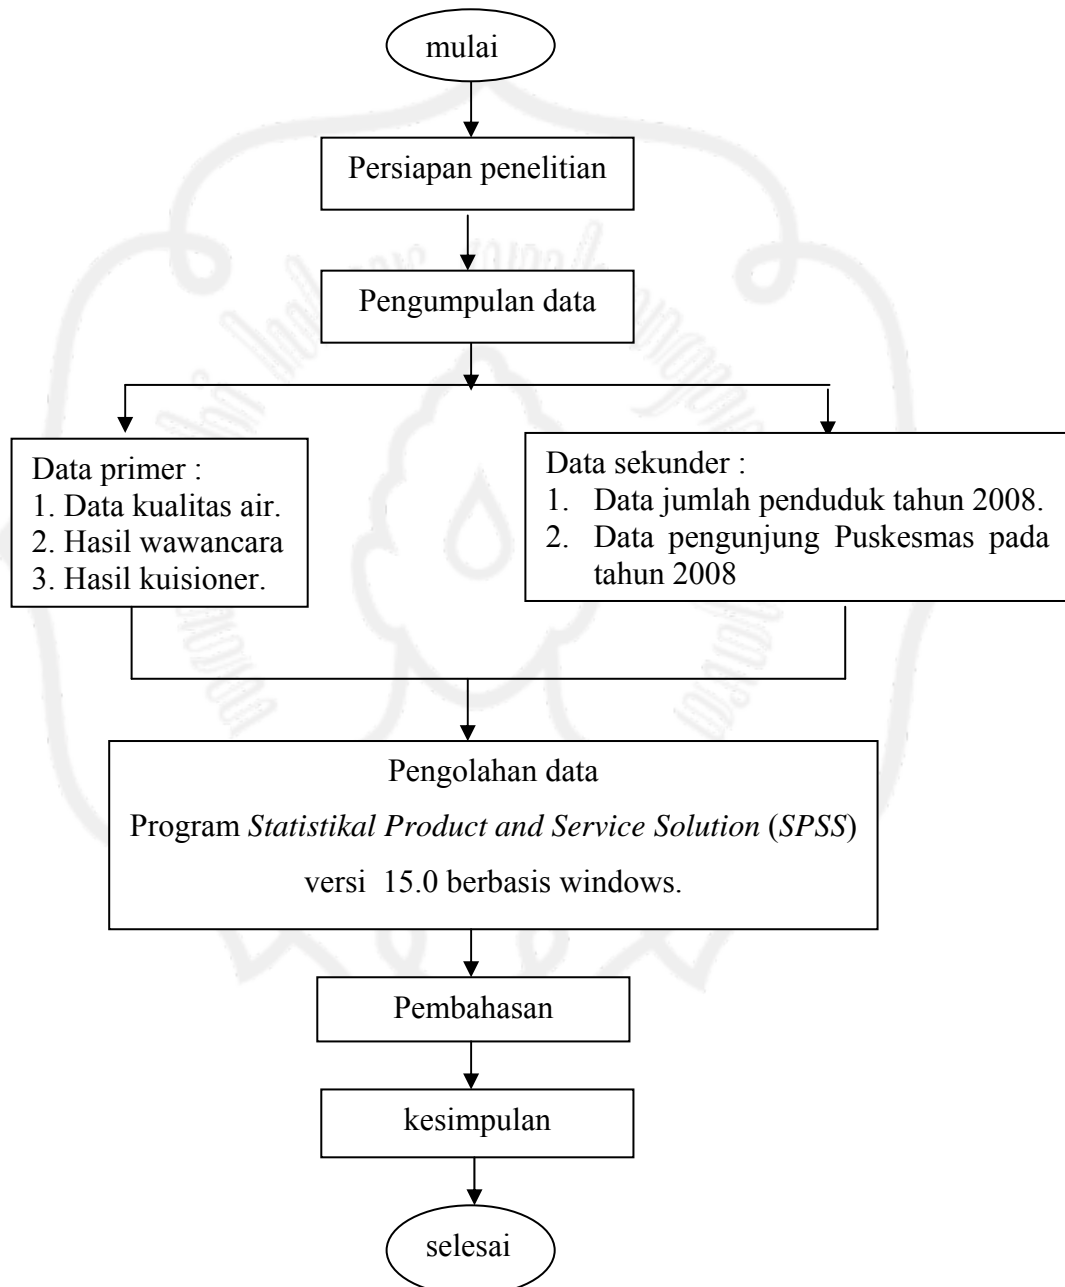 mulai
Persiapan penelitian
Pengumpulan data
Data primer :
1. Data kualitas air.
2. Hasil wawancara
3. Hasil kuisioner.
Data sekunder :
1. Data jumlah penduduk tahun 2008.
2. Data pengunjung Puskesmas pada
tahun 2008
Pengolahan data
Program Statistikal Product and Service Solution (SPSS)
versi 15.0 berbasis windows.
Pembahasan
kesimpulan
selesai